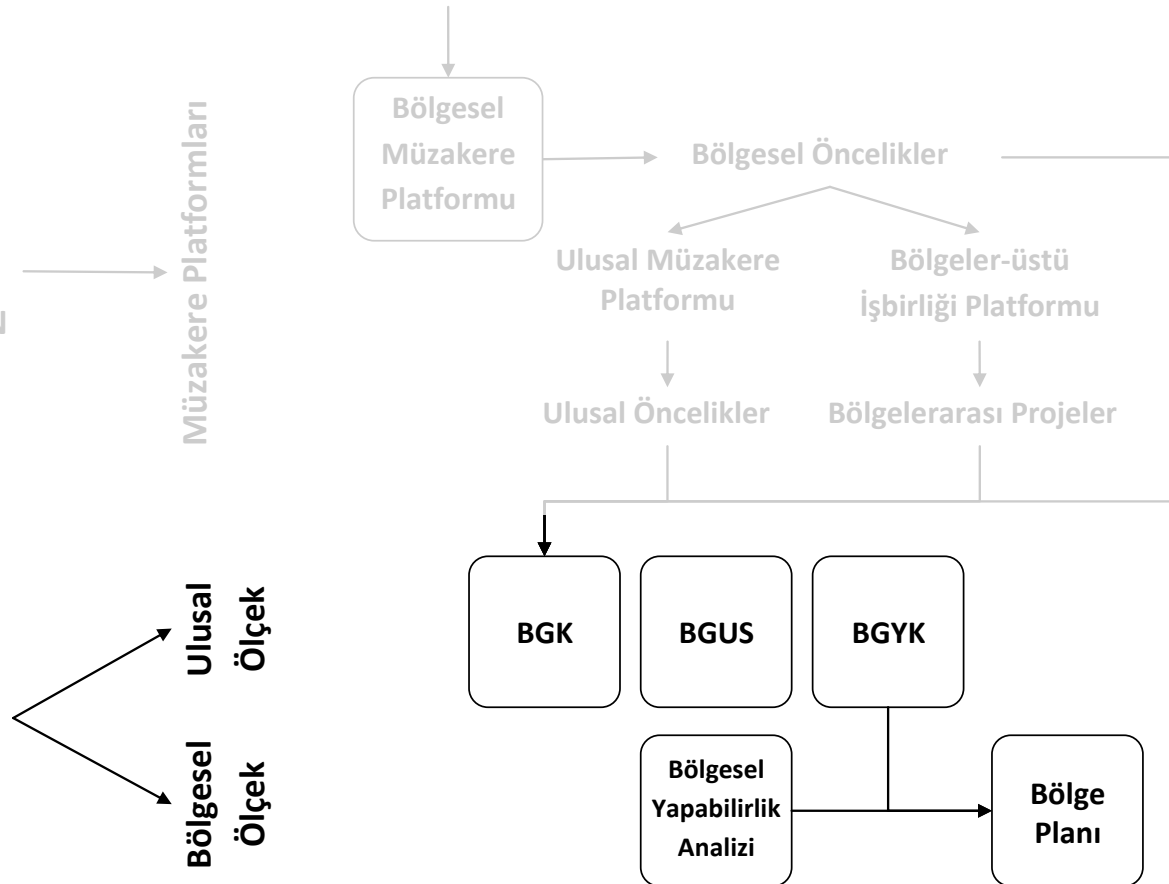 Müzakere Platformları
Bölgesel
Müzakere
Platformu
Bölgesel Öncelikler
Ulusal Müzakere
Platformu
Bölgeler-üstü
İşbirliği Platformu
Ulusal Öncelikler
Bölgelerarası Projeler
Ulusal
Ölçek
BGK
BGUS
BGYK
Bölgesel
Ölçek
Bölgesel
Yapabilirlik
Analizi
Bölge
Planı